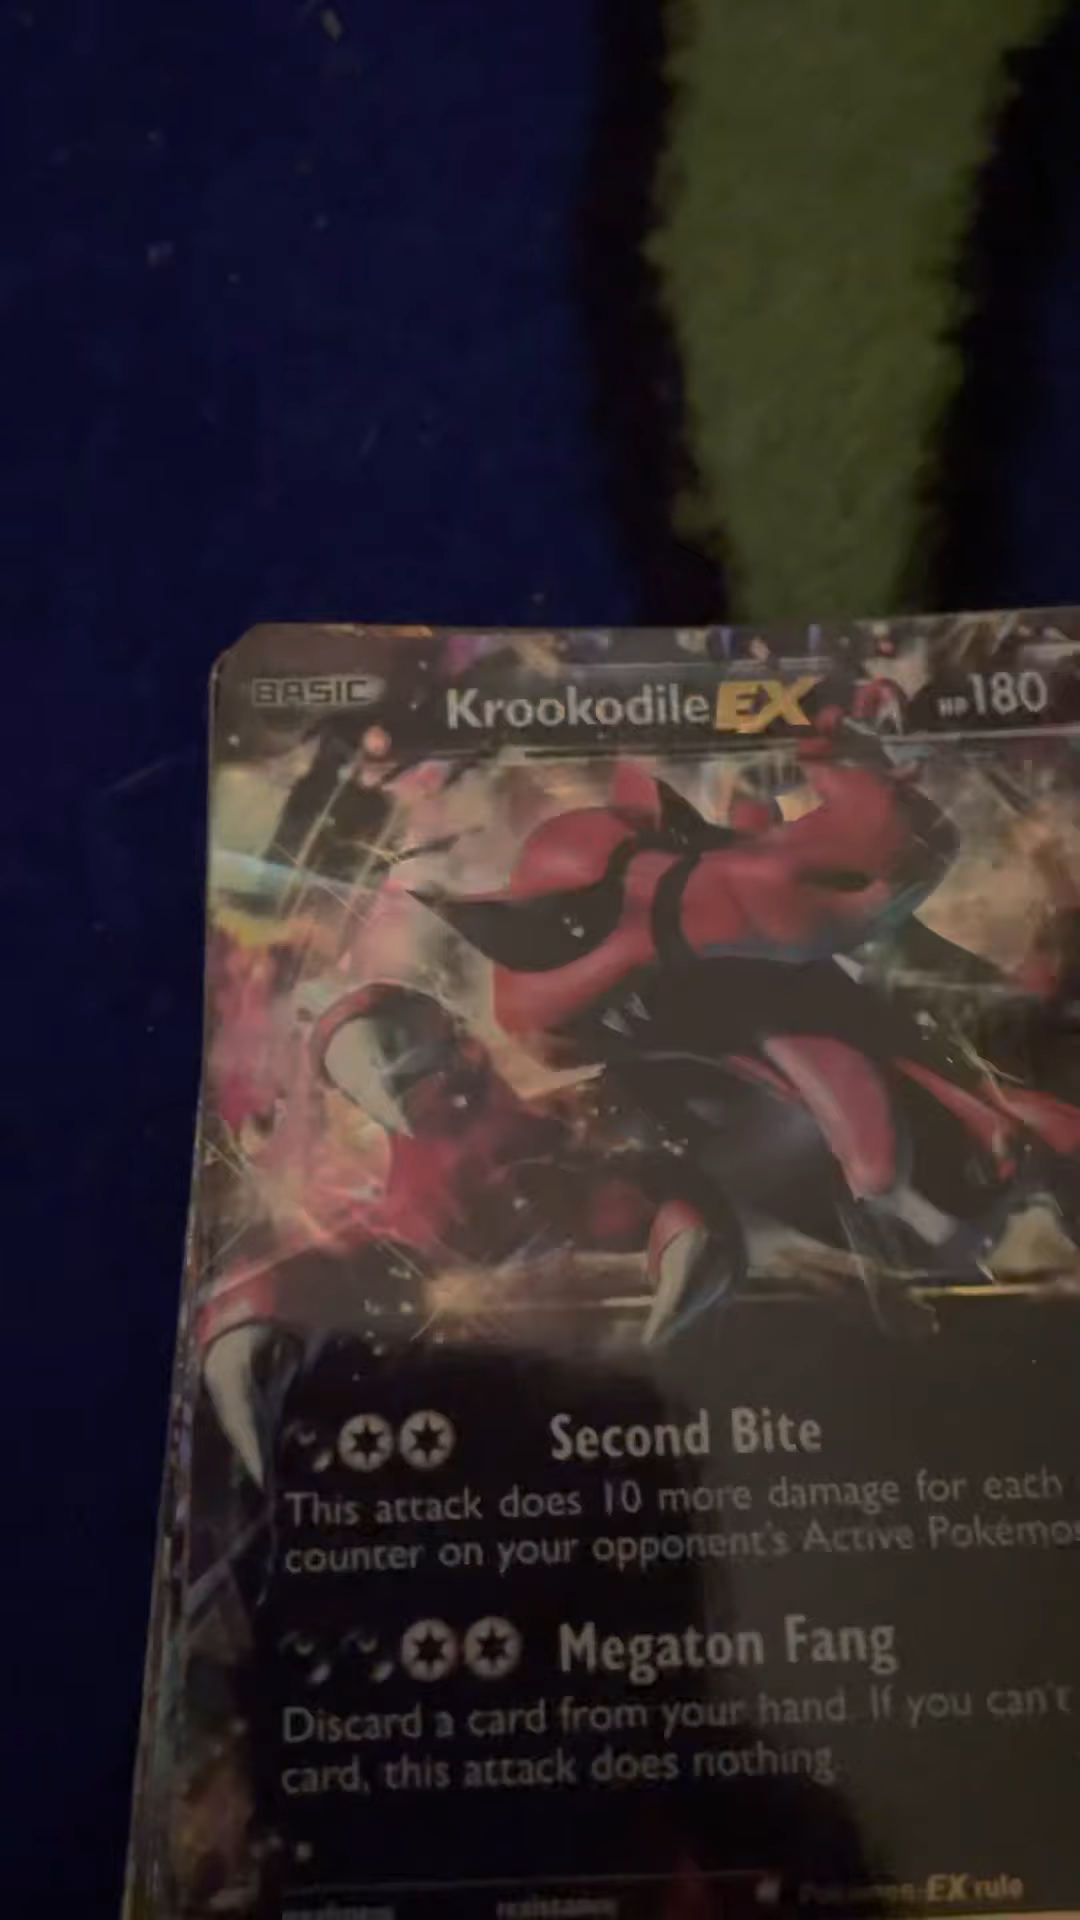 BASIC Krookodile EX HP180
Second Bite
This attack does 10 more damage for each
counter on your opponent's Active Pokémo
Megaton Fang
Discard a card from your hand. If you can't
card, this attack does nothing.
Pokémon-EX rule
resistance